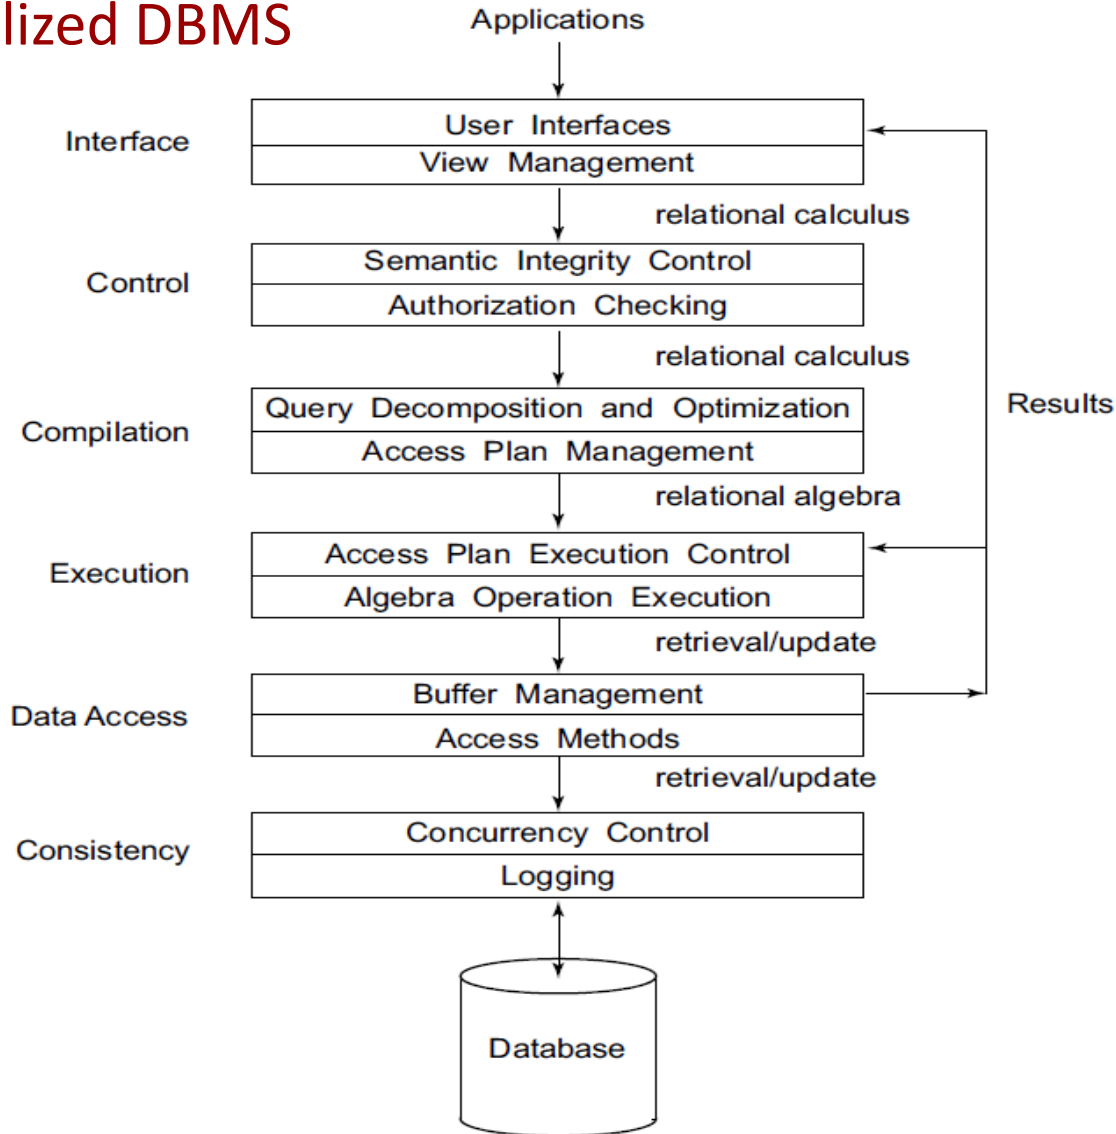 lized DBMS
Applications
Interface
User Interfaces
View Management
relational calculus
Control
Semantic Integrity Control
Authorization Checking
relational calculus
Compilation
Query Decomposition and Optimization
Access Plan Management
Results
relational algebra
Execution
Access Plan Execution Control
Algebra Operation Execution
retrieval/update
Data Access
Buffer Management
Access Methods
retrieval/update
Consistency
Concurrency Control
Logging
Database